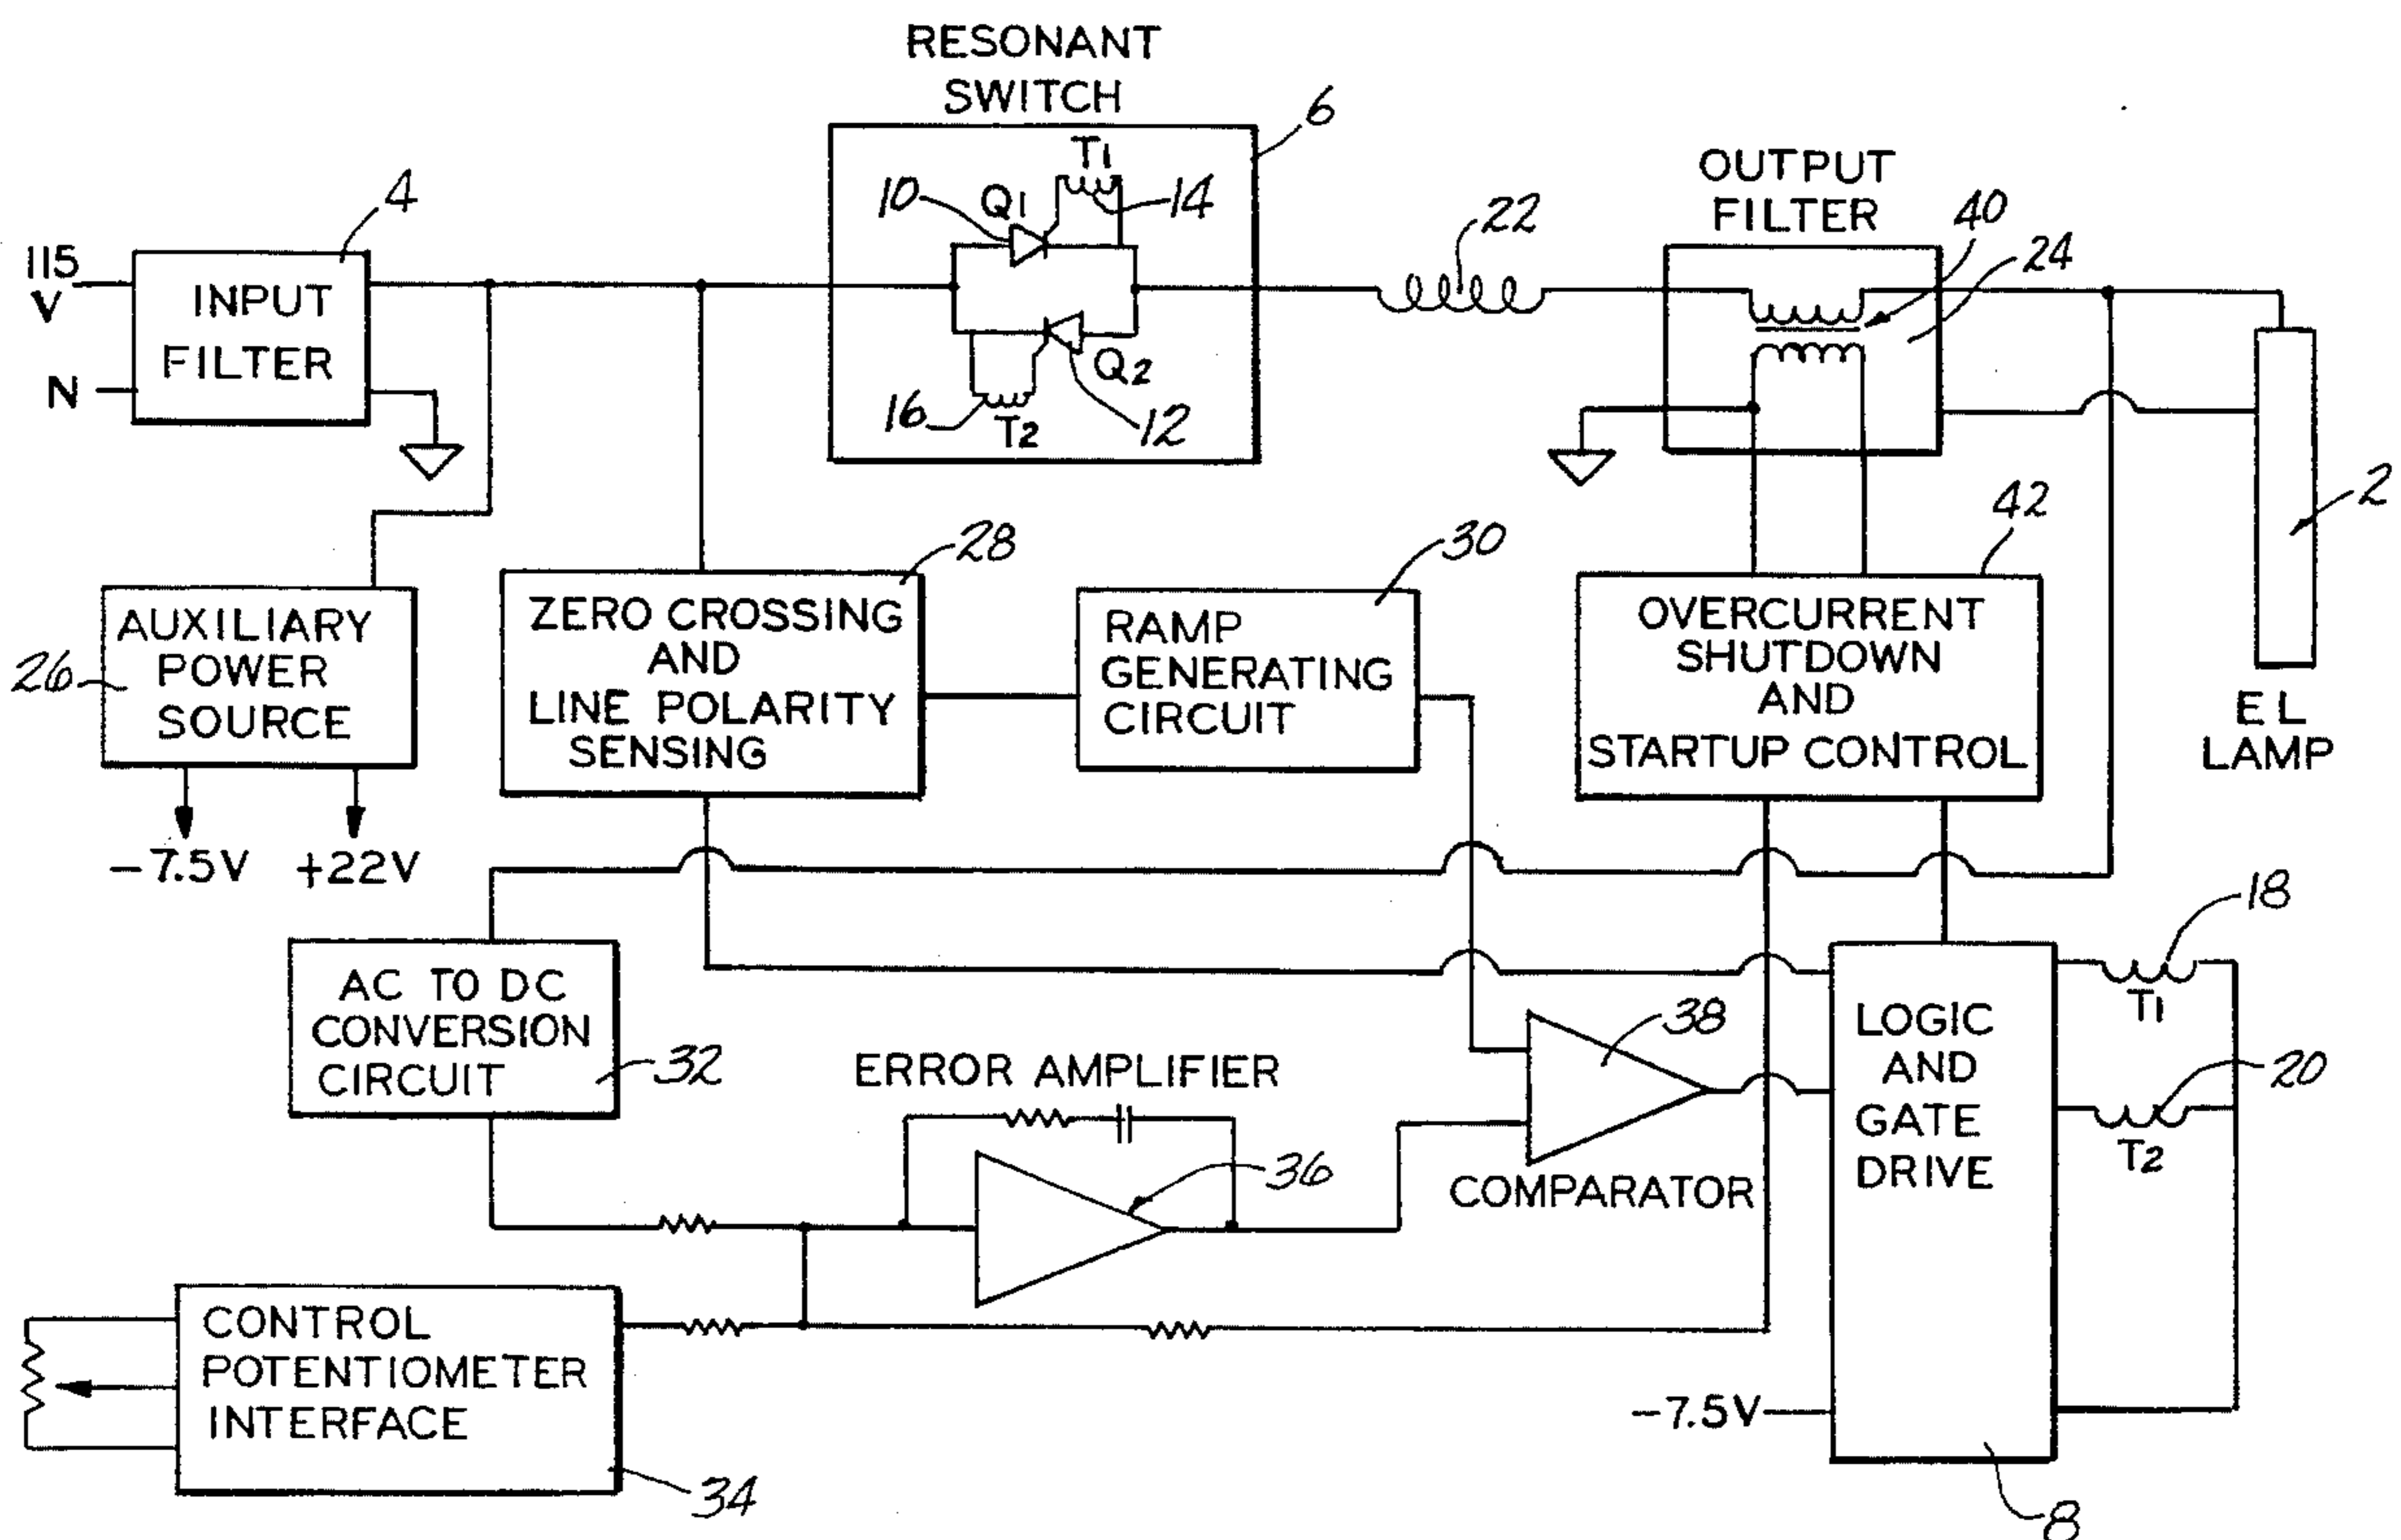 RESONANT
SWITCH
6
T1
10
Q1
14
Q2
16
T2
12
115
V
N
4
INPUT
FILTER
22
OUTPUT
FILTER
40
24
2
EL
LAMP
26
AUXILIARY
POWER
SOURCE
-7.5V
+22V
28
ZERO CROSSING
AND
LINE POLARITY
SENSING
30
RAMP
GENERATING
CIRCUIT
42
OVERCURRENT
SHUTDOWN
AND
STARTUP CONTROL
AC TO DC
CONVERSION
CIRCUIT
32
ERROR AMPLIFIER
36
38
COMPARATOR
LOGIC
AND
GATE
DRIVE
18
T1
20
T2
-7.5V
8
CONTROL
POTENTIOMETER
INTERFACE
34